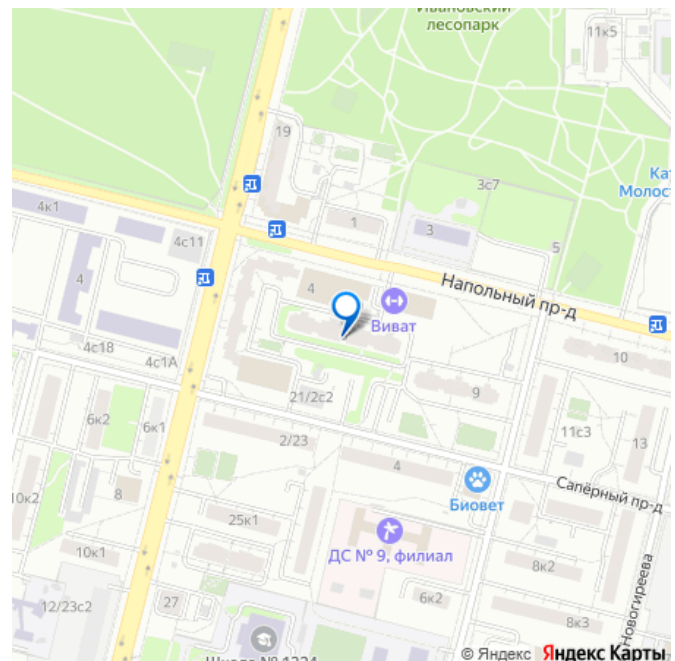 Ивановский
лесопарк
11к5
19
Кат
Молост
3с7
4к1
1
3
4с11
5
4
4
Напольный пр-д
Виват
4с18
4с1А
10
21/2с2
9
6к2
6к1
2/23
11с3
13
4
8
Биовет
Сапёрный пр-д
10к2
25к1
ДС № 9, филиал
10к1
8к2
6к2
12/23с2
27
8к3
Новогиреева
Школа № 1324
© Яндекс Яндекс Карты